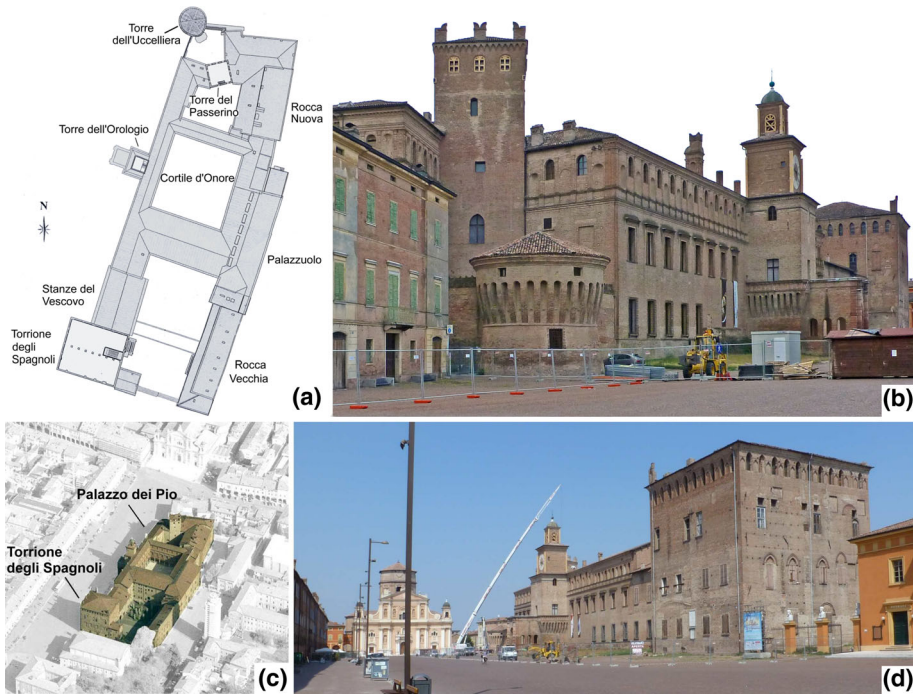 Torre
dell'Uccelliera
Torre del
Passerino
Rocca
Nuova
Torre dell'Orologio
Cortile d'Onore
N
Palazzuolo
Stanze del
Vescovo
Torrione
degli
Spagnoli
Rocca
Vecchia
(a)
(b)
Palazzo dei Pio
Torrione
degli Spagnoli
(c)
(d)